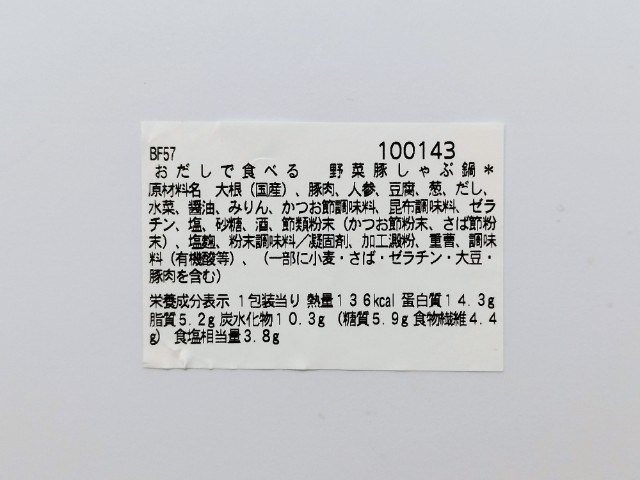 BF57 100143
おだしで食べる 野菜豚しゃぶ鍋＊
原材料名 大根（国産）、豚肉、人参、豆腐、葱、だし、
水菜、醤油、みりん、かつお節調味料、昆布調味料、ゼラ
チン、塩、砂糖、酒、節類粉末（かつお節粉末、さば節粉
末）、塩麹、粉末調味料／凝固剤、加工澱粉、重曹、調味
料（有機酸等）、（一部に小麦・さば・ゼラチン・大豆・
豚肉を含む）
栄養成分表示 1包装当り 熱量136kcal 蛋白質14.3g
脂質5.2g 炭水化物10.3g （糖質5.9g 食物繊維4.4
g） 食塩相当量3.8g